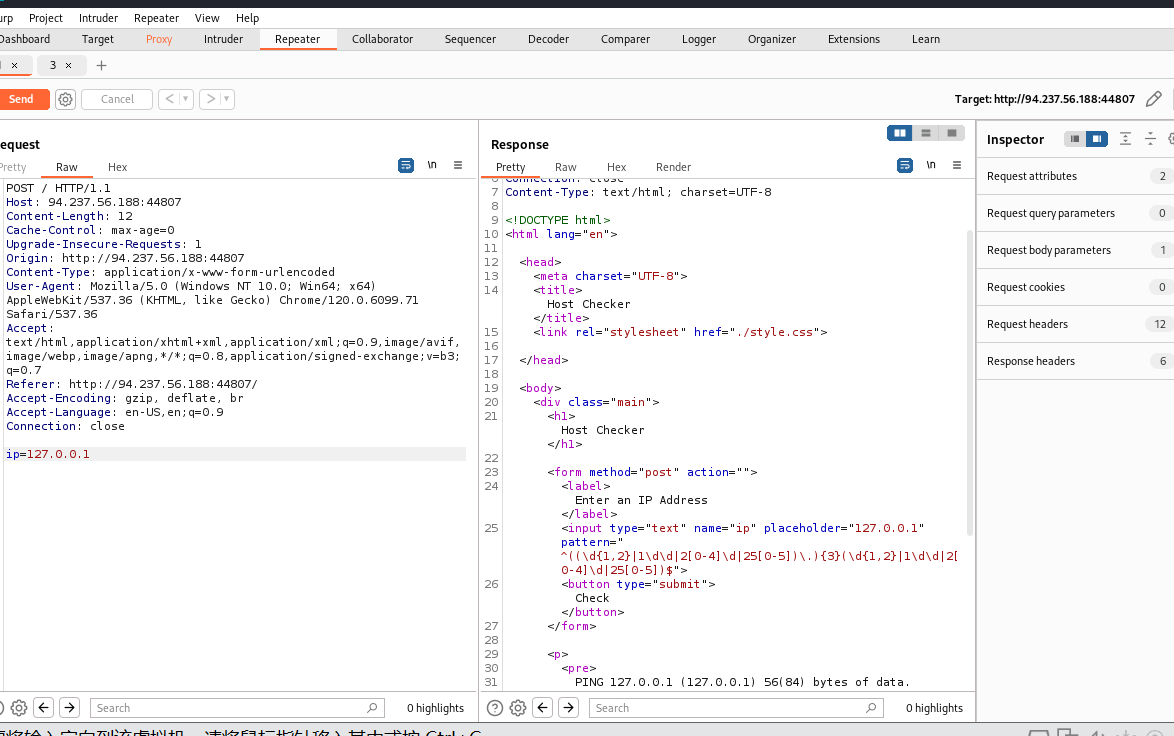 urp Project Intruder Repeater View Help
Dashboard Target Proxy Intruder Repeater Collaborator Sequencer Decoder Comparer Logger Organizer Extensions Learn
× 3 × +
Send Cancel < > Target: http://94.237.56.188:44807
equest
Pretty Raw Hex \n
POST / HTTP/1.1
Host: 94.237.56.188:44807
Content-Length: 12
Cache-Control: max-age=0
Upgrade-Insecure-Requests: 1
Origin: http://94.237.56.188:44807
Content-Type: application/x-www-form-urlencoded
User-Agent: Mozilla/5.0 (Windows NT 10.0; Win64; x64)
AppleWebKit/537.36 (KHTML, like Gecko) Chrome/120.0.6099.71
Safari/537.36
Accept:
text/html,application/xhtml+xml,application/xml;q=0.9,image/avif,
image/webp,image/apng,*/*;q=0.8,application/signed-exchange;v=b3;
q=0.7
Referer: http://94.237.56.188:44807/
Accept-Encoding: gzip, deflate, br
Accept-Language: en-US,en;q=0.9
Connection: close
ip=127.0.0.1
Search 0 highlights
Response
Pretty Raw Hex Render \n
6 Connection: close
7 Content-Type: text/html; charset=UTF-8
8
9 <!DOCTYPE html>
10 <html lang="en">
11
12 <head>
13 <meta charset="UTF-8">
14 <title>
Host Checker
</title>
15 <link rel="stylesheet" href="./style.css">
16
17 </head>
18
19 <body>
20 <div class="main">
21 <h1>
Host Checker
</h1>
22
23 <form method="post" action="">
24 <label>
Enter an IP Address
</label>
25 <input type="text" name="ip" placeholder="127.0.0.1"
pattern="
^((\d{1,2}|1\d\d|2[0-4]\d|25[0-5])\.){3}(\d{1,2}|1\d\d|2[
0-4]\d|25[0-5])$">
26 <button type="submit">
Check
</button>
27 </form>
28
29 <p>
30 <pre>
31 PING 127.0.0.1 (127.0.0.1) 56(84) bytes of data.
Search 0 highlights
Inspector
Request attributes 2
Request query parameters 0
Request body parameters 1
Request cookies 0
Request headers 12
Response headers 6